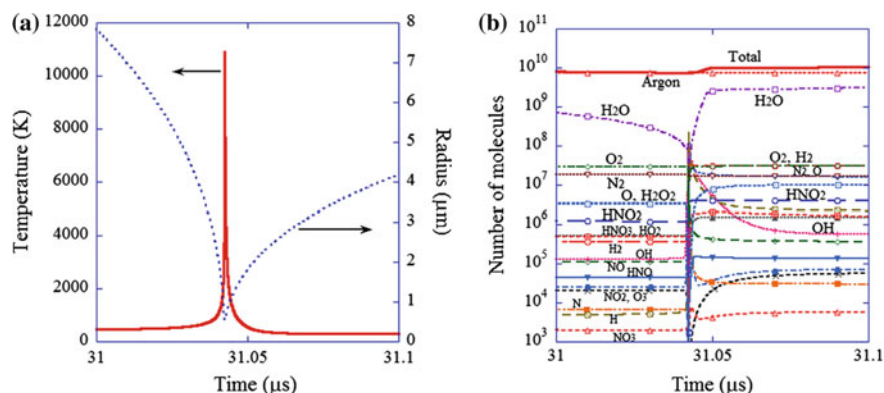 (a)
12000
10000
8000
6000
4000
2000
0
Temperature (K)
8
7
6
5
4
3
2
1
0
Radius (μm)
31
31.05
31.1
Time (μs)
(b)
10^11
10^10
10^9
10^8
10^7
10^6
10^5
10^4
10^3
Number of molecules
Total
Argon
H2O
H2O
O2
O2, H2
N2
N2, O
O, H2O2
HNO2
HNO2
HNO3, HO2
H2
OH
OH
NO
HNO
NO2, O3
N
H
NO3
31
31.05
31.1
Time (μs)